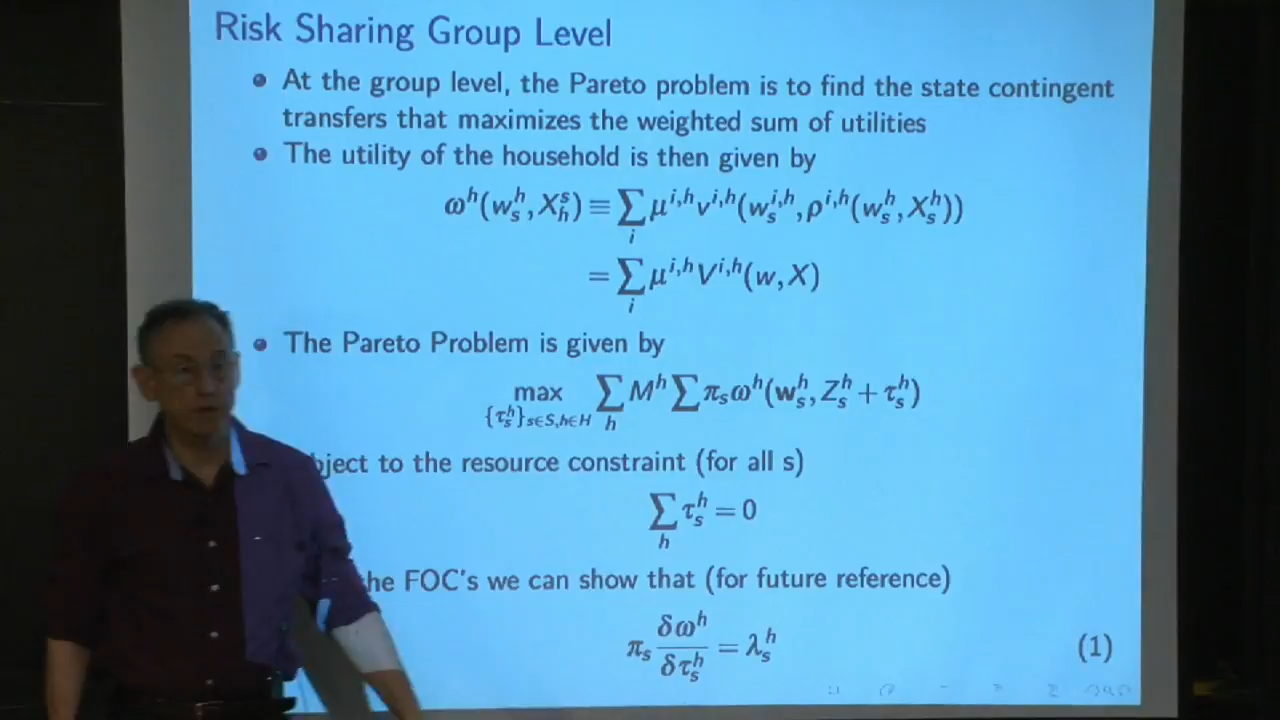 Risk Sharing Group Level
At the group level, the Pareto problem is to find the state contingent
transfers that maximizes the weighted sum of utilities
The utility of the household is then given by
ω^h(w_s^h, X_h^s) ≡ ∑_i μ^{i,h} v^{i,h}(w_s^{i,h}, ρ^{i,h}(w_s^h, X_s^h))
= ∑_i μ^{i,h} V^{i,h}(w, X)
The Pareto Problem is given by
max_{{τ_s^h}_{s∈S,h∈H}} ∑_h M^h ∑ π_s ω^h(w_s^h, Z_s^h + τ_s^h)
bject to the resource constraint (for all s)
∑_h τ_s^h = 0
he FOC's we can show that (for future reference)
π_s δω^h/δτ_s^h = λ_s^h (1)